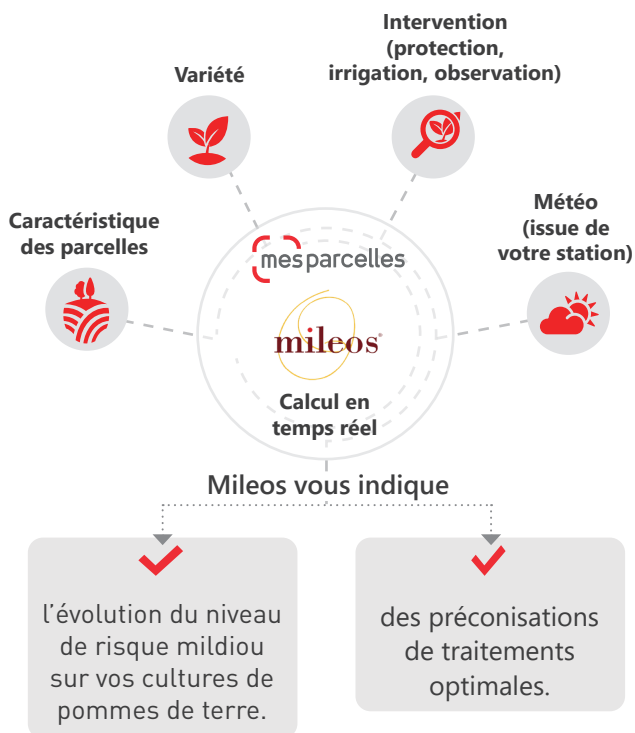 Intervention
(protection,
irrigation, observation)
Variété
Météo
(issue de
votre station)
Caractéristique
des parcelles
mesparcelles
mileos®
Calcul en
temps réel
Mileos vous indique
l'évolution du niveau
de risque mildiou
sur vos cultures de
pommes de terre.
des préconisations
de traitements
optimales.